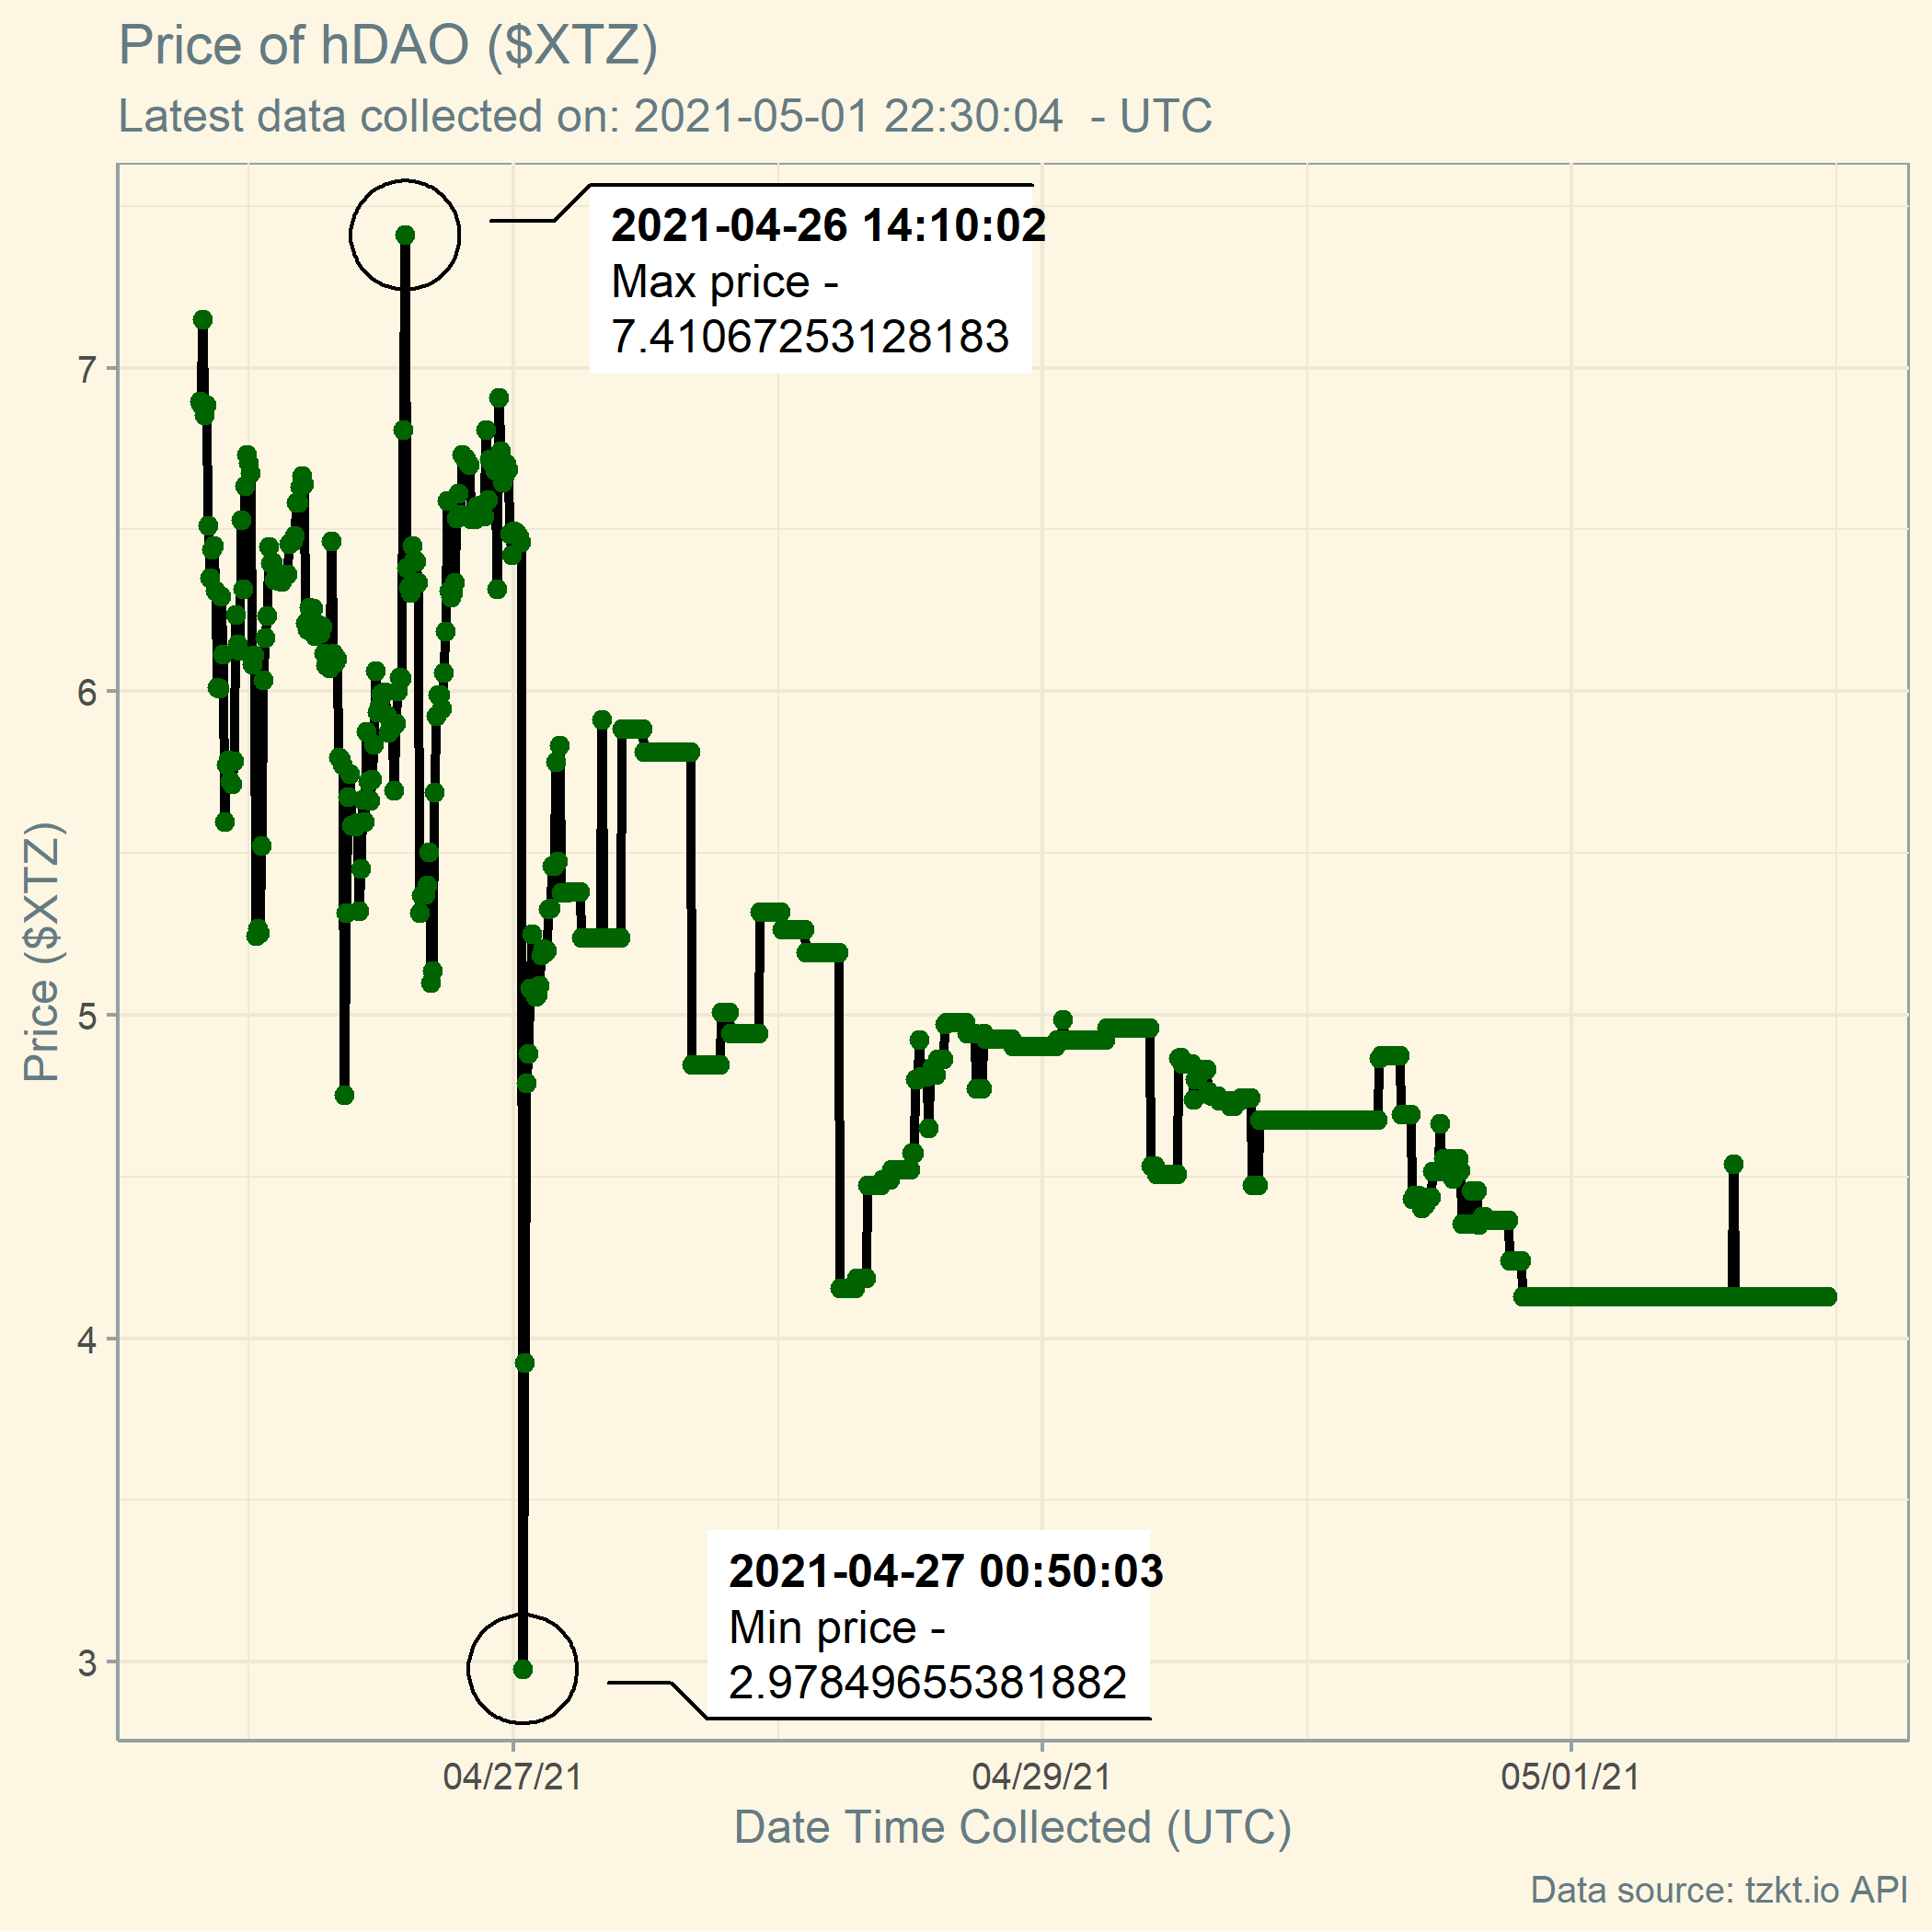 Price of hDAO ($XTZ)
Latest data collected on: 2021-05-01 22:30:04  - UTC
2021-04-26 14:10:02
Max price -
7.41067253128183
7
6
5
4
3
Price ($XTZ)
2021-04-27 00:50:03
Min price -
2.97849655381882
04/27/21
04/29/21
05/01/21
Date Time Collected (UTC)
Data source: tzkt.io API